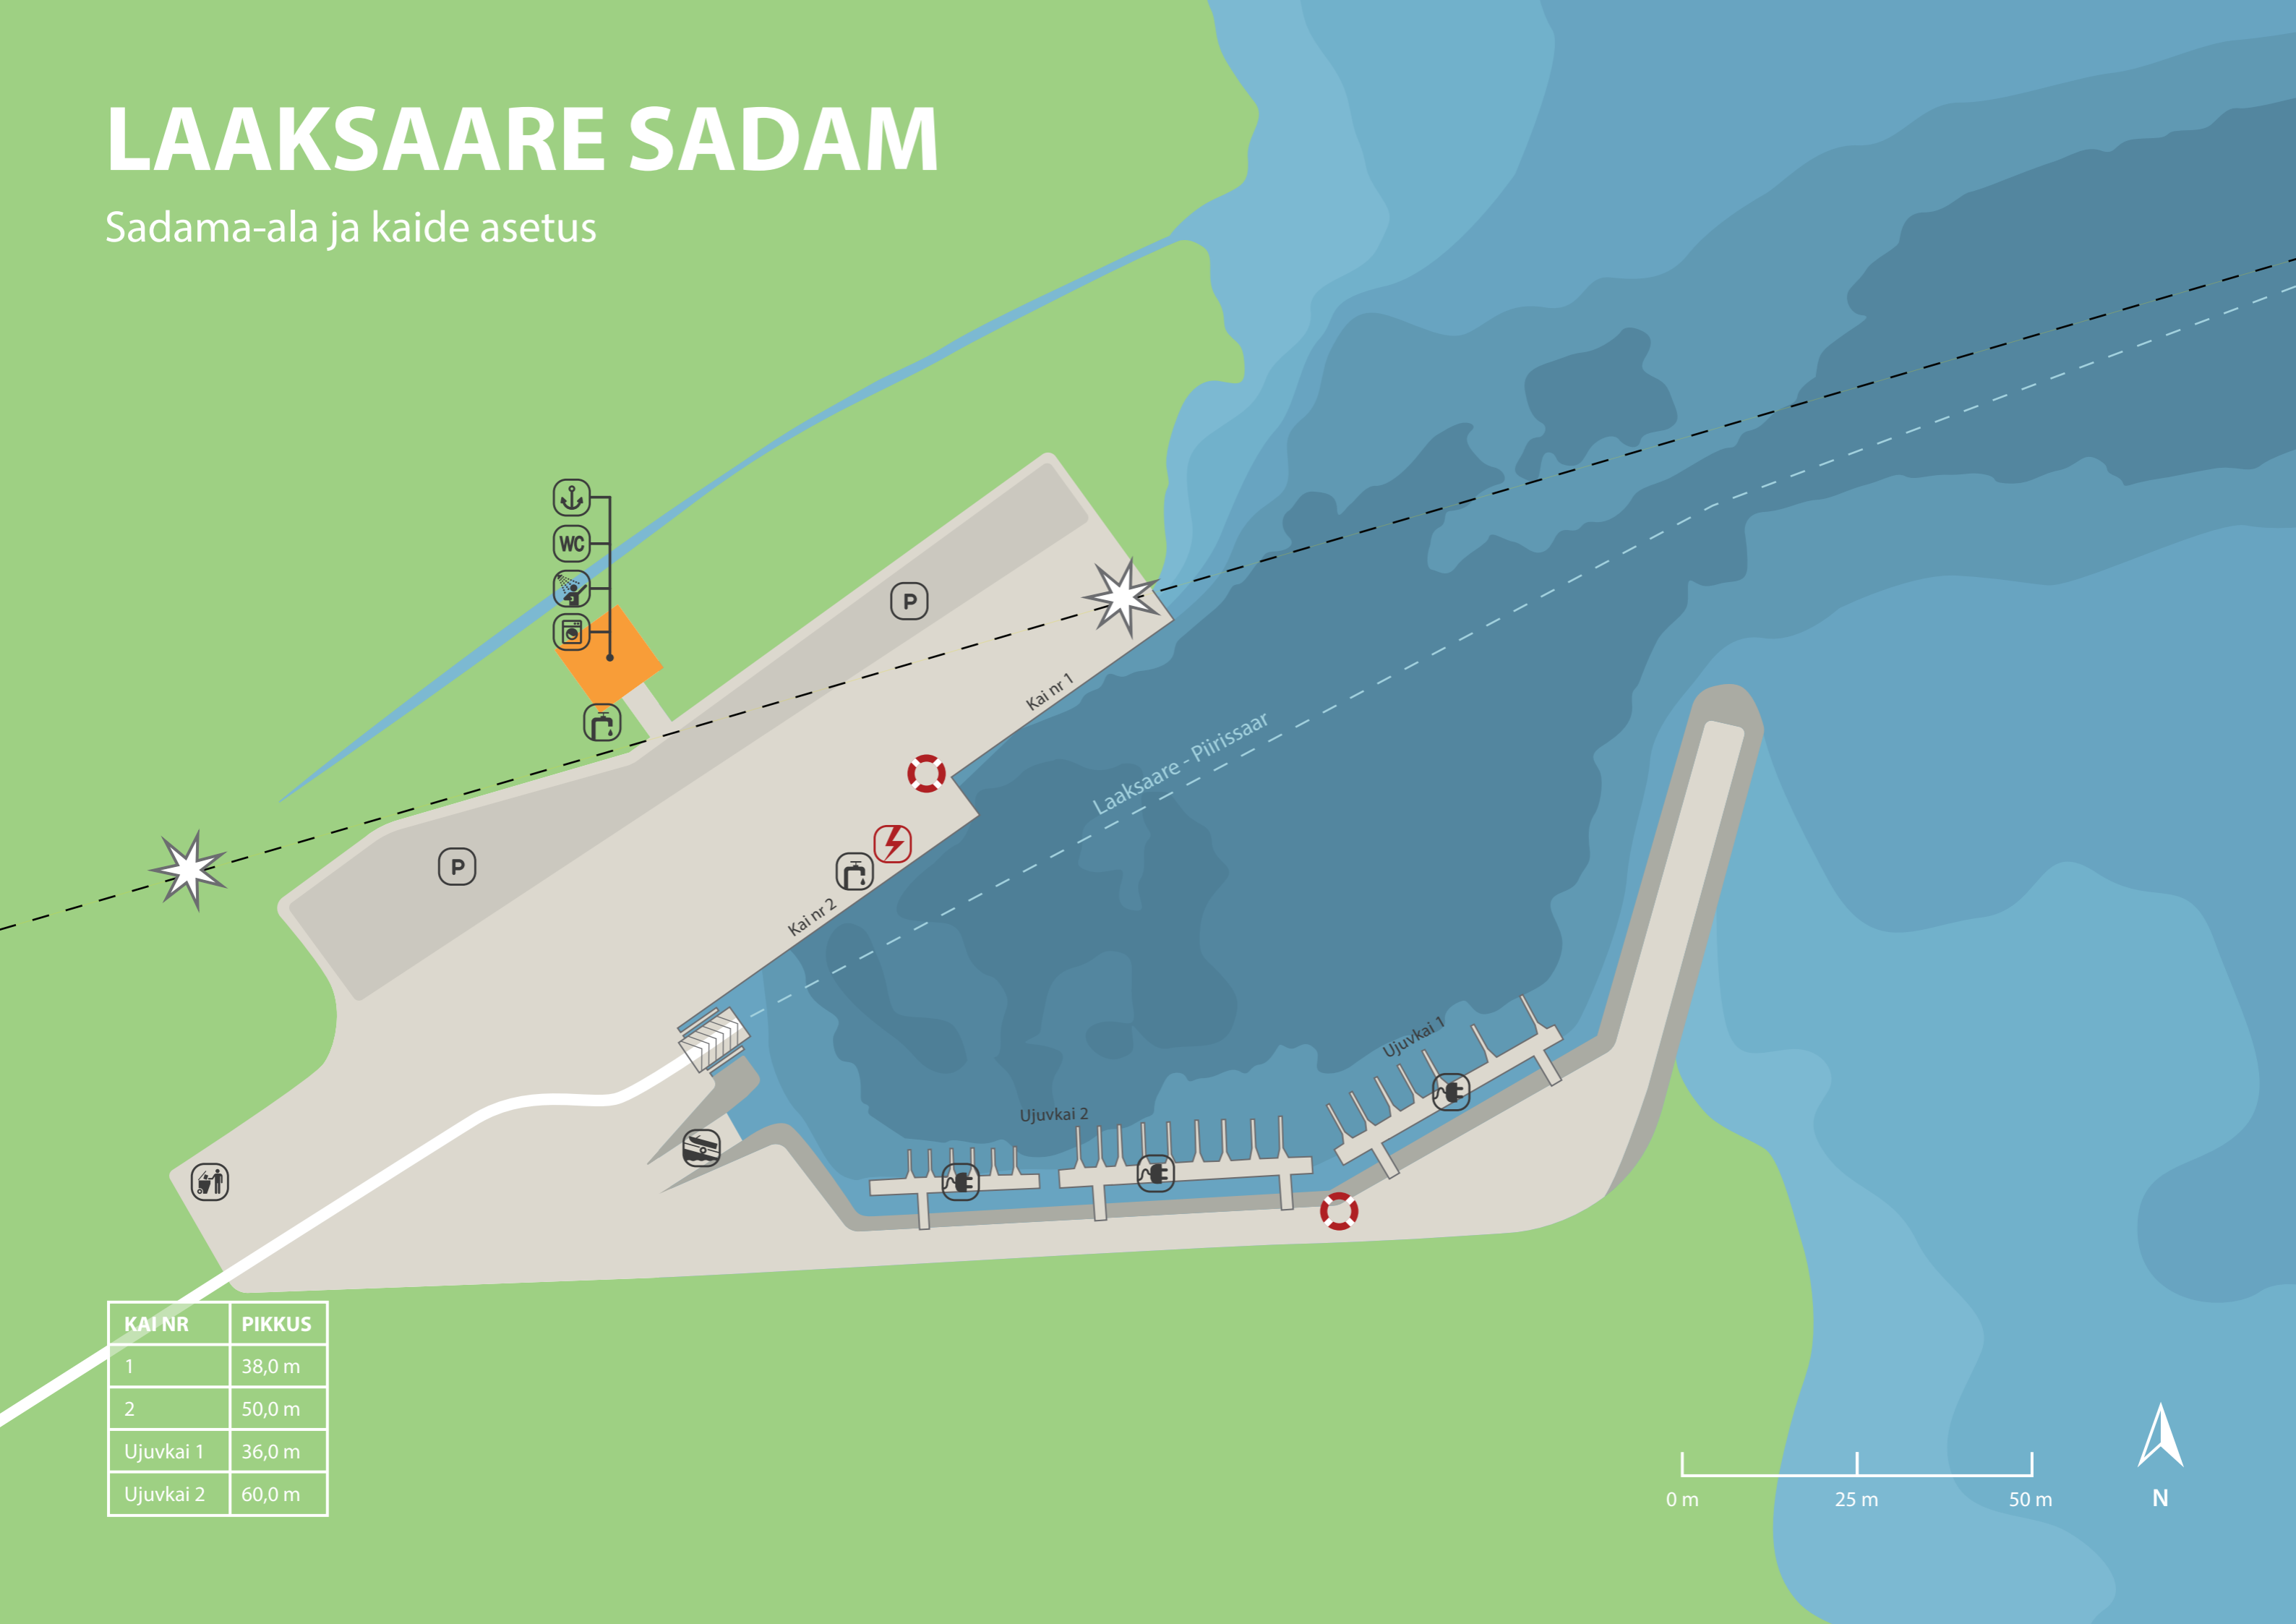 LAAKSAARE SADAM
Sadama-ala ja kaide asetus
WC
P
Kai nr 1
Laaksaare - Piirissaar
P
Kai nr 2
Ujuvkai 1
Ujuvkai 2
KAI NR PIKKUS
1 38,0 m
2 50,0 m
Ujuvkai 1 36,0 m
Ujuvkai 2 60,0 m
0 m 25 m 50 m N